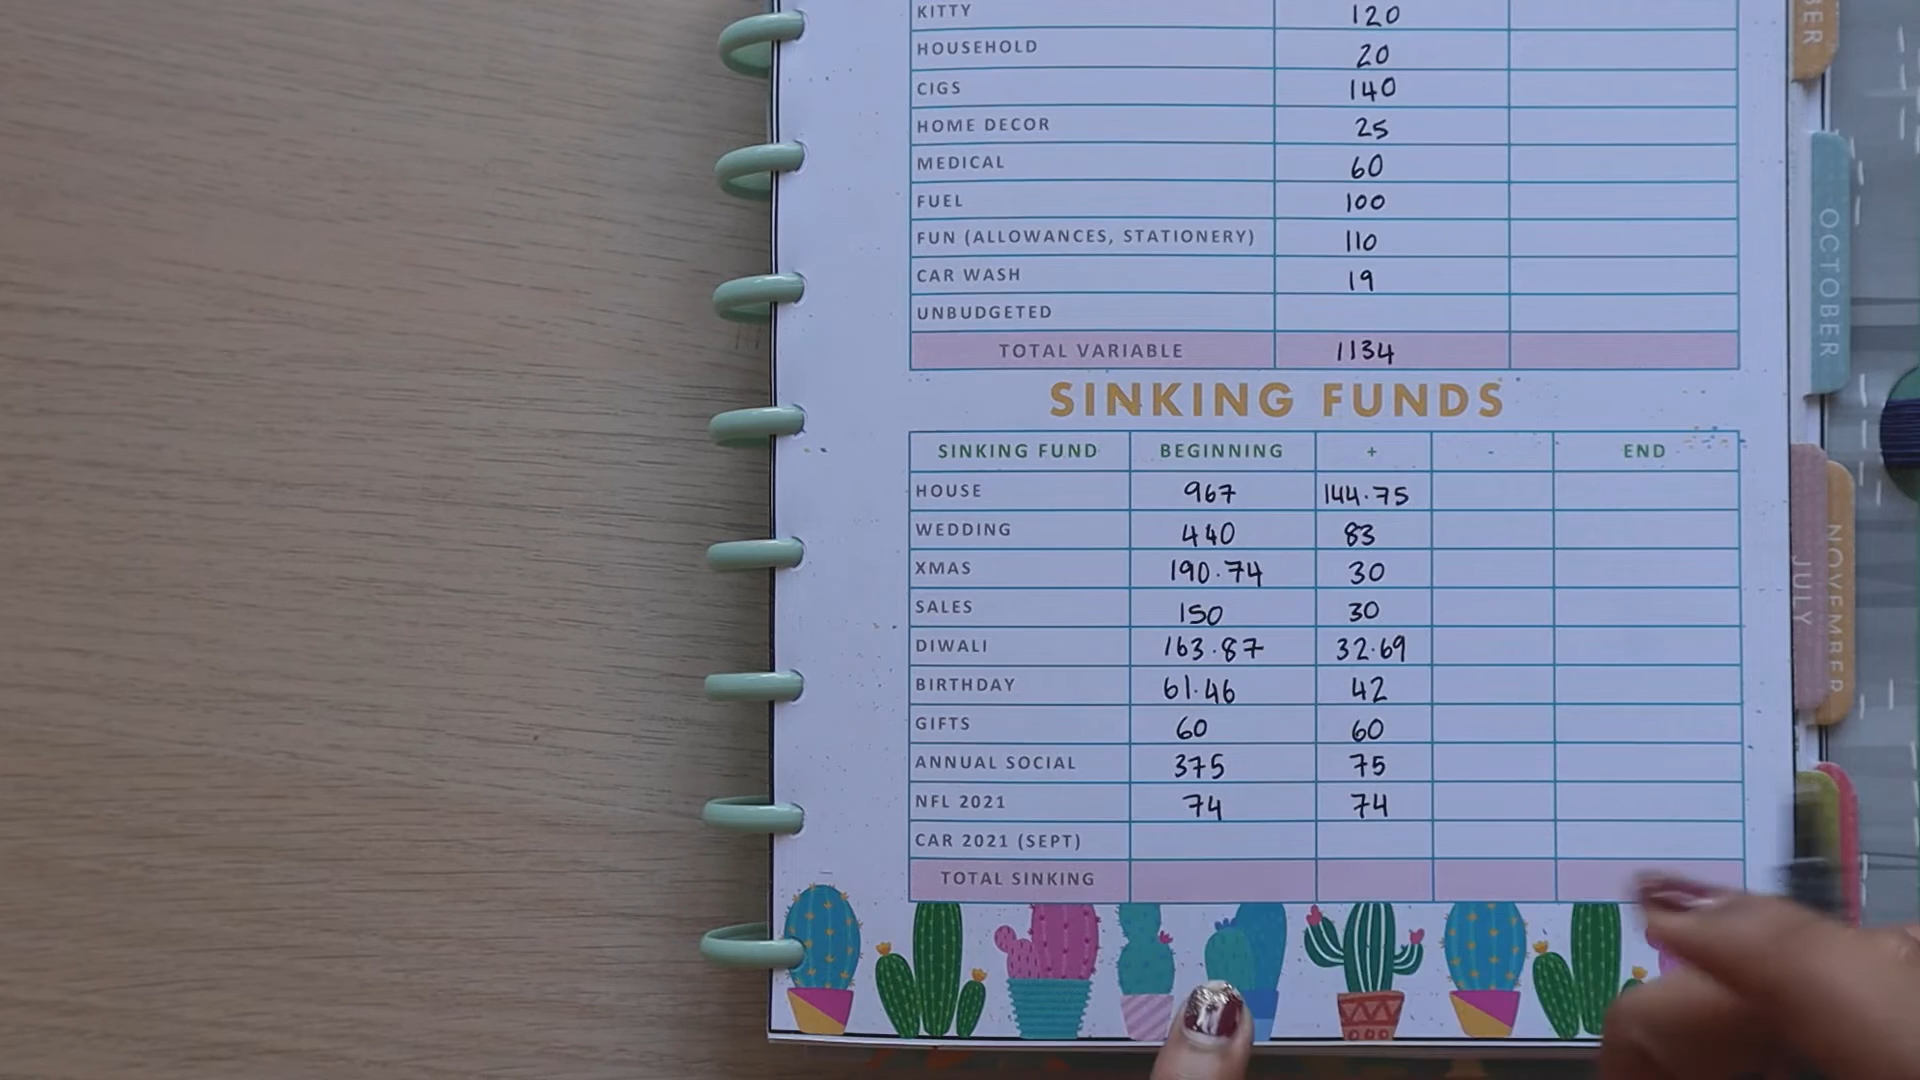 KITTY 120
HOUSEHOLD 20
CIGS 140
HOME DECOR 25
MEDICAL 60
FUEL 100
FUN (ALLOWANCES, STATIONERY) 110
CAR WASH 19
UNBUDGETED
TOTAL VARIABLE 1134
SINKING FUNDS
SINKING FUND BEGINNING + - END
HOUSE 967 144.75
WEDDING 440 83
XMAS 190.74 30
SALES 150 30
DIWALI 163.87 32.69
BIRTHDAY 61.46 42
GIFTS 60 60
ANNUAL SOCIAL 375 75
NFL 2021 74 74
CAR 2021 (SEPT)
TOTAL SINKING
OCTOBER
NOVEMBER
JULY